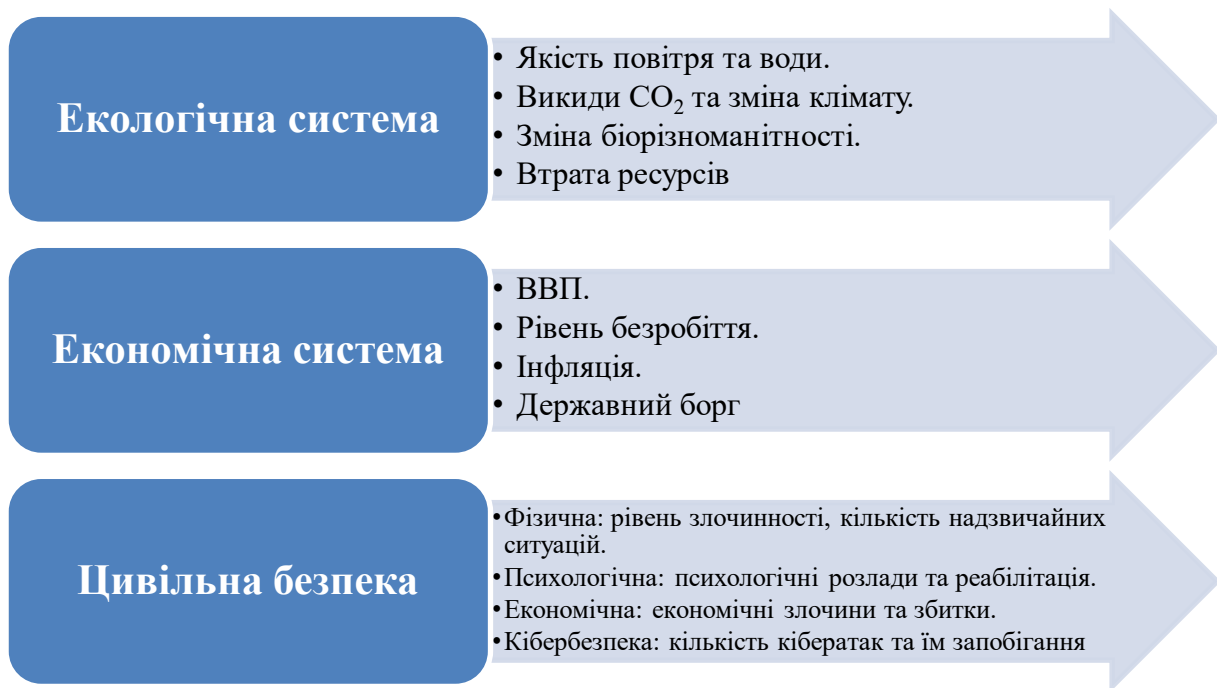 Екологічна система
• Якість повітря та води.
• Викиди CO₂ та зміна клімату.
• Зміна біорізноманітності.
• Втрата ресурсів
Економічна система
• ВВП.
• Рівень безробіття.
• Інфляція.
• Державний борг
Цивільна безпека
•Фізична: рівень злочинності, кількість надзвичайних
ситуацій.
•Психологічна: психологічні розлади та реабілітація.
•Економічна: економічні злочини та збитки.
•Кібербезпека: кількість кібератак та їм запобігання